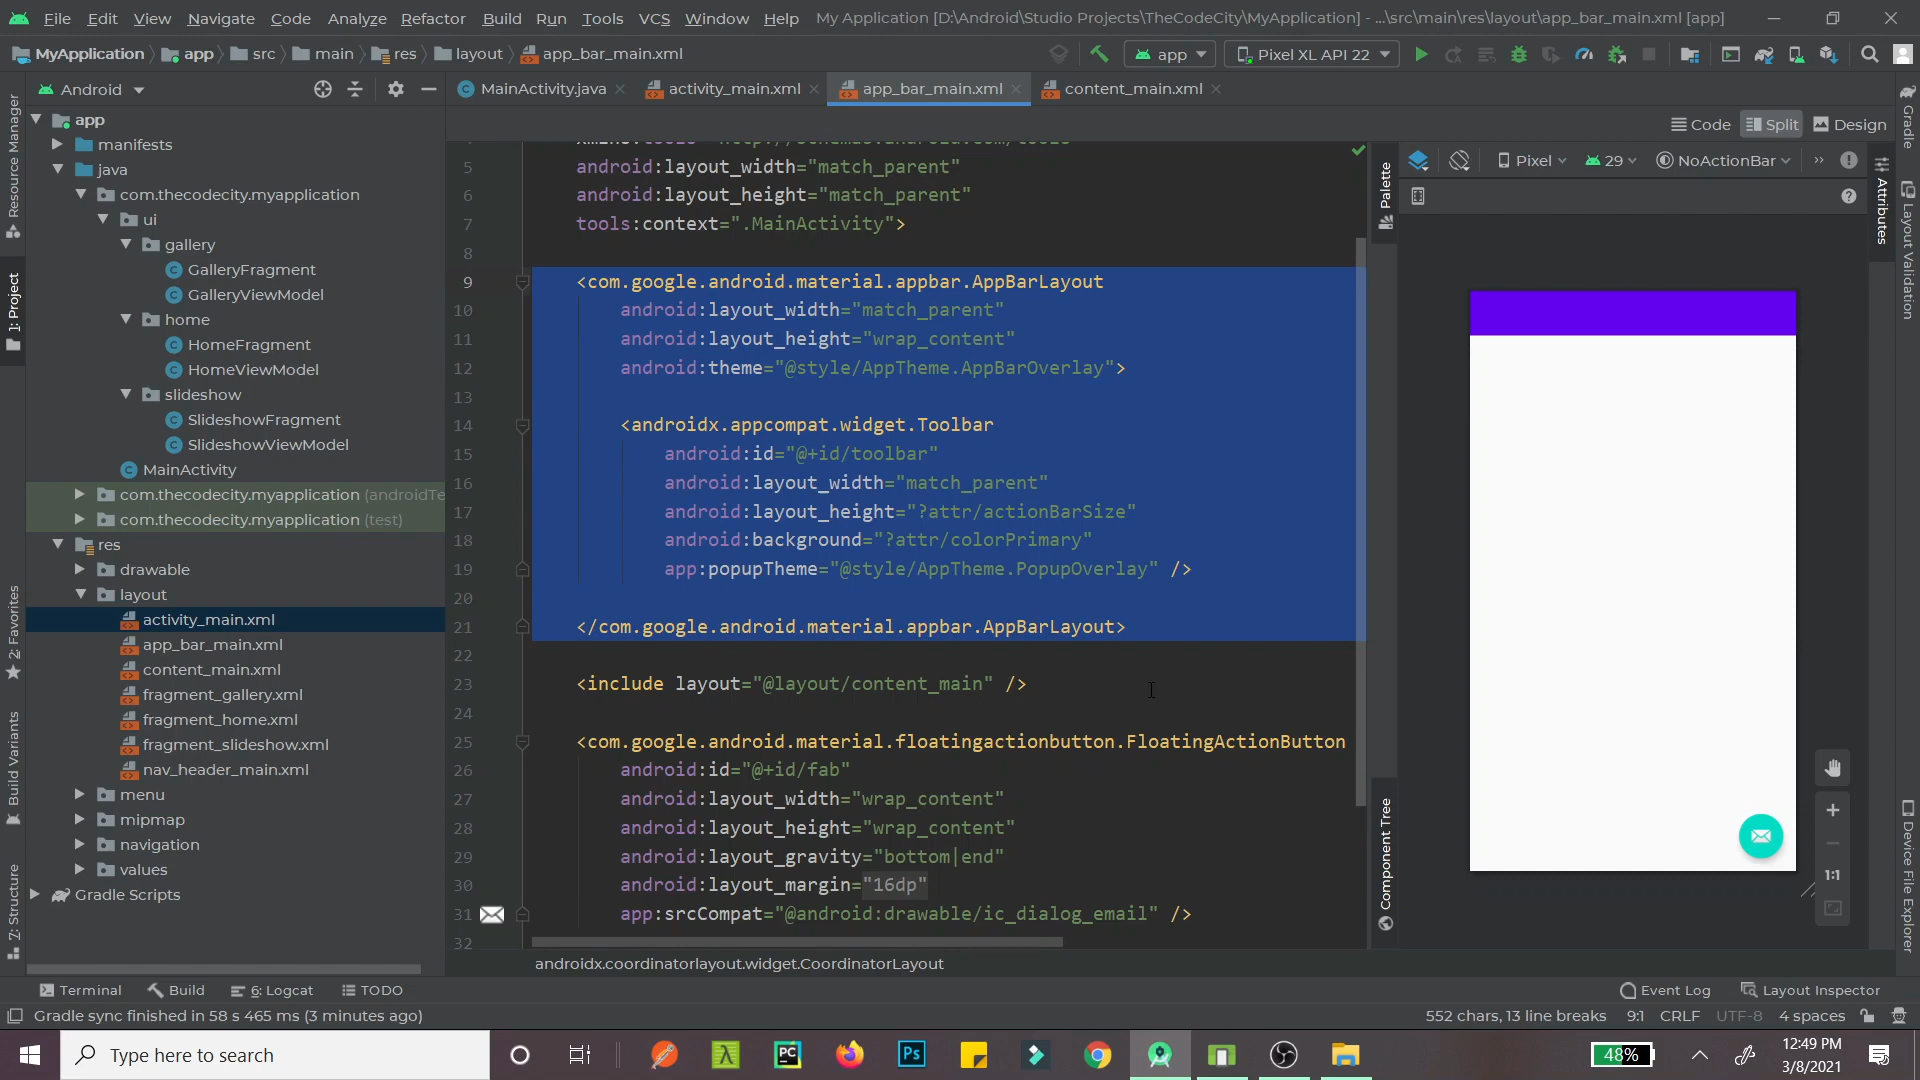 File Edit View Navigate Code Analyze Refactor Build Run Tools VCS Window Help My Application [D:\Android\Studio Projects\TheCodeCity\MyApplication] - ...\src\main\res\layout\app_bar_main.xml [app]
MyApplication app src main res layout app_bar_main.xml app Pixel XL API 22
Android MainActivity.java activity_main.xml app_bar_main.xml content_main.xml
Code Split Design
Pixel 29 NoActionBar
Resource Manager
1: Project
2: Favorites
Build Variants
7: Structure
app
manifests
java
com.thecodecity.myapplication
ui
gallery
GalleryFragment
GalleryViewModel
home
HomeFragment
HomeViewModel
slideshow
SlideshowFragment
SlideshowViewModel
MainActivity
com.thecodecity.myapplication (androidTe
com.thecodecity.myapplication (test)
res
drawable
layout
activity_main.xml
app_bar_main.xml
content_main.xml
fragment_gallery.xml
fragment_home.xml
fragment_slideshow.xml
nav_header_main.xml
menu
mipmap
navigation
values
Gradle Scripts
5 android:layout_width="match_parent"
6 android:layout_height="match_parent"
7 tools:context=".MainActivity">
8
9 <com.google.android.material.appbar.AppBarLayout
10 android:layout_width="match_parent"
11 android:layout_height="wrap_content"
12 android:theme="@style/AppTheme.AppBarOverlay">
13
14 <androidx.appcompat.widget.Toolbar
15 android:id="@+id/toolbar"
16 android:layout_width="match_parent"
17 android:layout_height="?attr/actionBarSize"
18 android:background="?attr/colorPrimary"
19 app:popupTheme="@style/AppTheme.PopupOverlay" />
20
21 </com.google.android.material.appbar.AppBarLayout>
22
23 <include layout="@layout/content_main" />
24
25 <com.google.android.material.floatingactionbutton.FloatingActionButton
26 android:id="@+id/fab"
27 android:layout_width="wrap_content"
28 android:layout_height="wrap_content"
29 android:layout_gravity="bottom|end"
30 android:layout_margin="16dp"
31 app:srcCompat="@android:drawable/ic_dialog_email" />
32
androidx.coordinatorlayout.widget.CoordinatorLayout
Palette
Component Tree
Attributes
1:1
Gradle
Layout Validation
Device File Explorer
Terminal Build 6: Logcat TODO Event Log Layout Inspector
Gradle sync finished in 58 s 465 ms (3 minutes ago) 552 chars, 13 line breaks 9:1 CRLF UTF-8 4 spaces
Type here to search PC Ps 48% 12:49 PM
3/8/2021